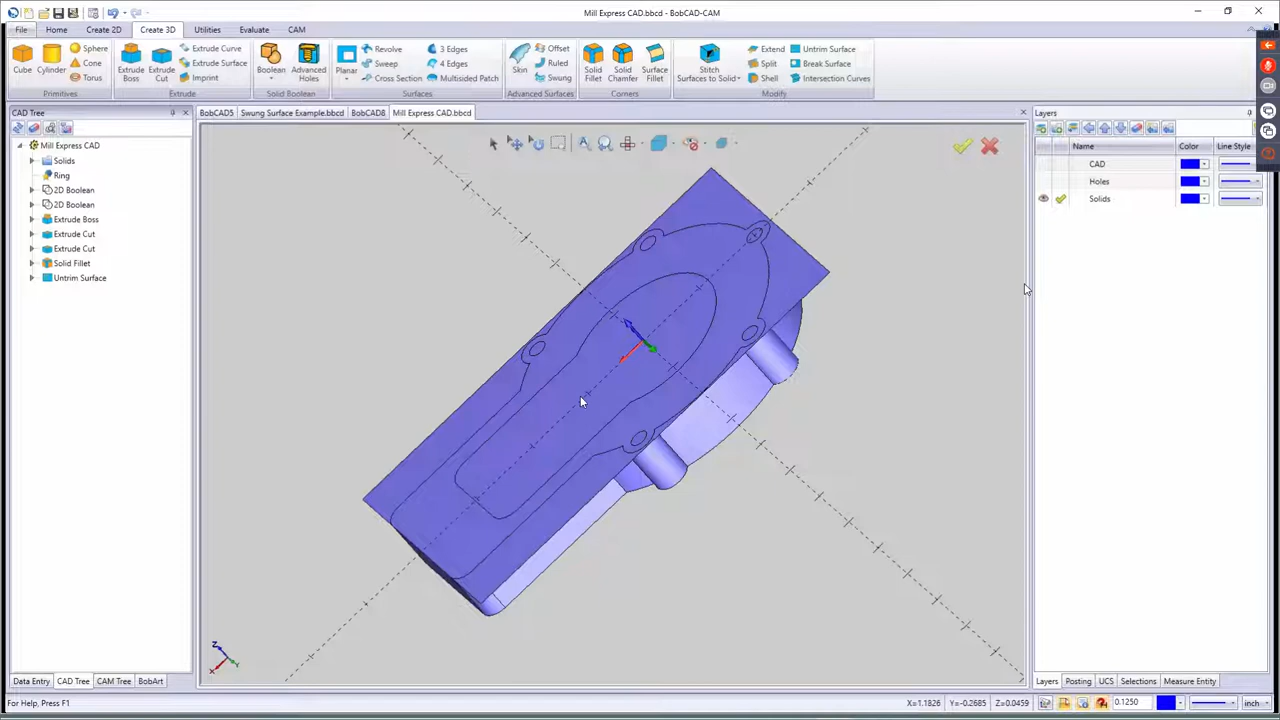 Mill Express CAD.bbcd - BobCAD-CAM
File Home Create 2D Create 3D Utilities Evaluate CAM
Cube Cylinder Sphere Cone Torus
Primitives
Extrude Boss Extrude Cut Extrude Curve Extrude Surface Imprint
Extrude
Boolean Advanced Holes
Solid Boolean
Planar Revolve Sweep Cross Section 3 Edges 4 Edges Multisided Patch
Surfaces
Skin Offset Ruled Swung
Advanced Surfaces
Solid Fillet Solid Chamfer Surface Fillet
Corners
Stitch Surfaces to Solid Extend Split Shell Untrim Surface Break Surface Intersection Curves
Modify
CAD Tree
BobCAD5 Swung Surface Example.bbcd BobCAD8 Mill Express CAD.bbcd
Layers
Mill Express CAD
Solids
Ring
2D Boolean
2D Boolean
Extrude Boss
Extrude Cut
Extrude Cut
Solid Fillet
Untrim Surface
Name Color Line Style
CAD
Holes
Solids
Z
X
Y
Data Entry CAD Tree CAM Tree BobArt
Layers Posting UCS Selections Measure Entity
For Help, Press F1
X=1.1826 Y=-0.2685 Z=0.0459 0.1250 inch